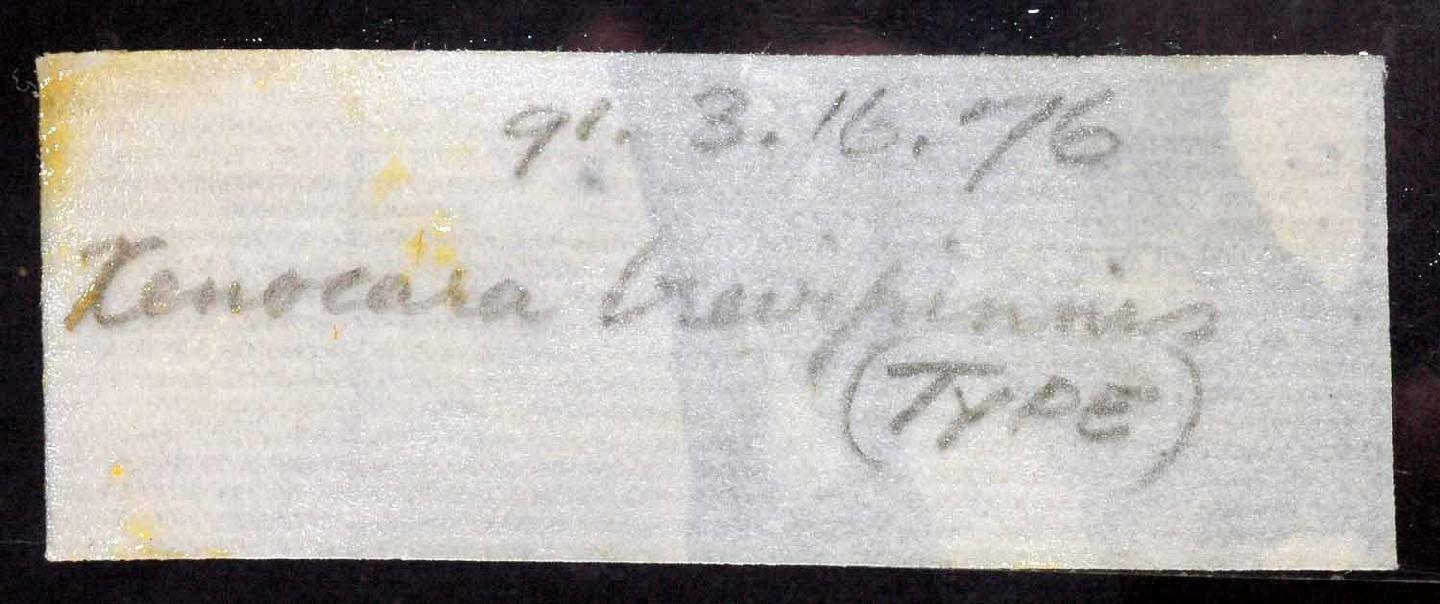 91. 3. 16. 76
Xenocara brevipinnis
(TYPE)